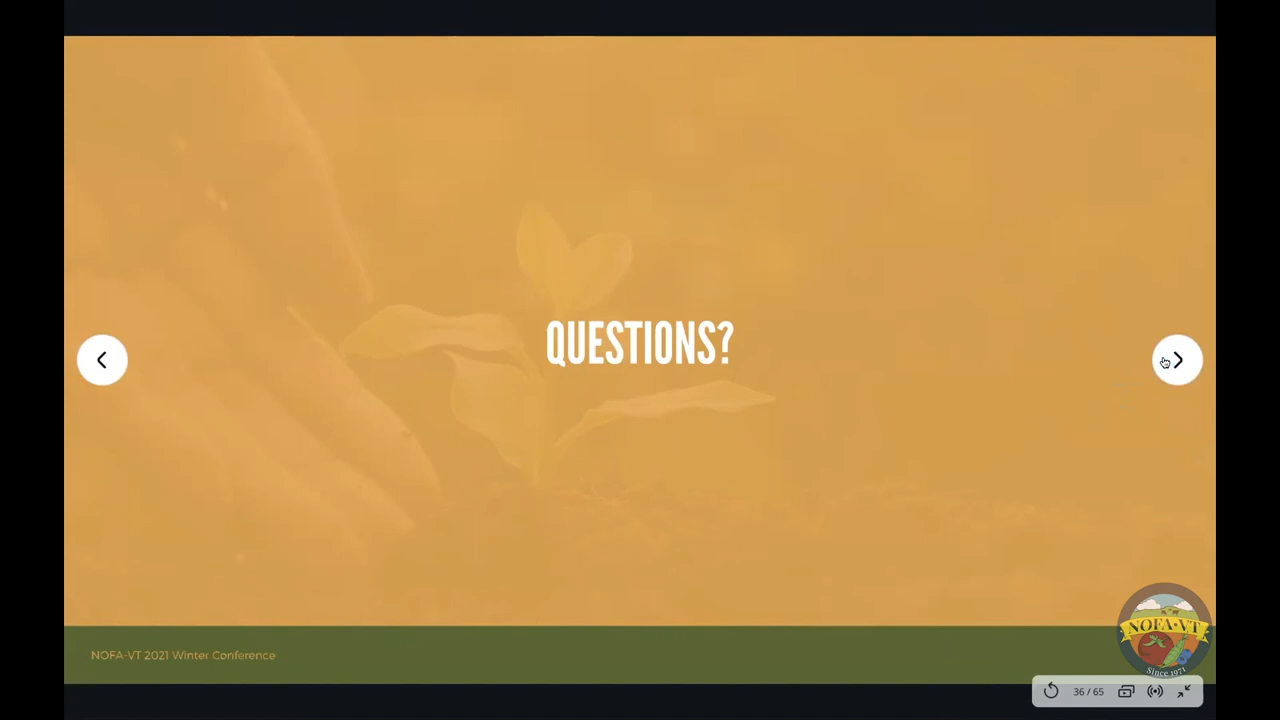 QUESTIONS?
NOFA-VT 2021 Winter Conference
NOFA•VT
Since 1971
36 / 65